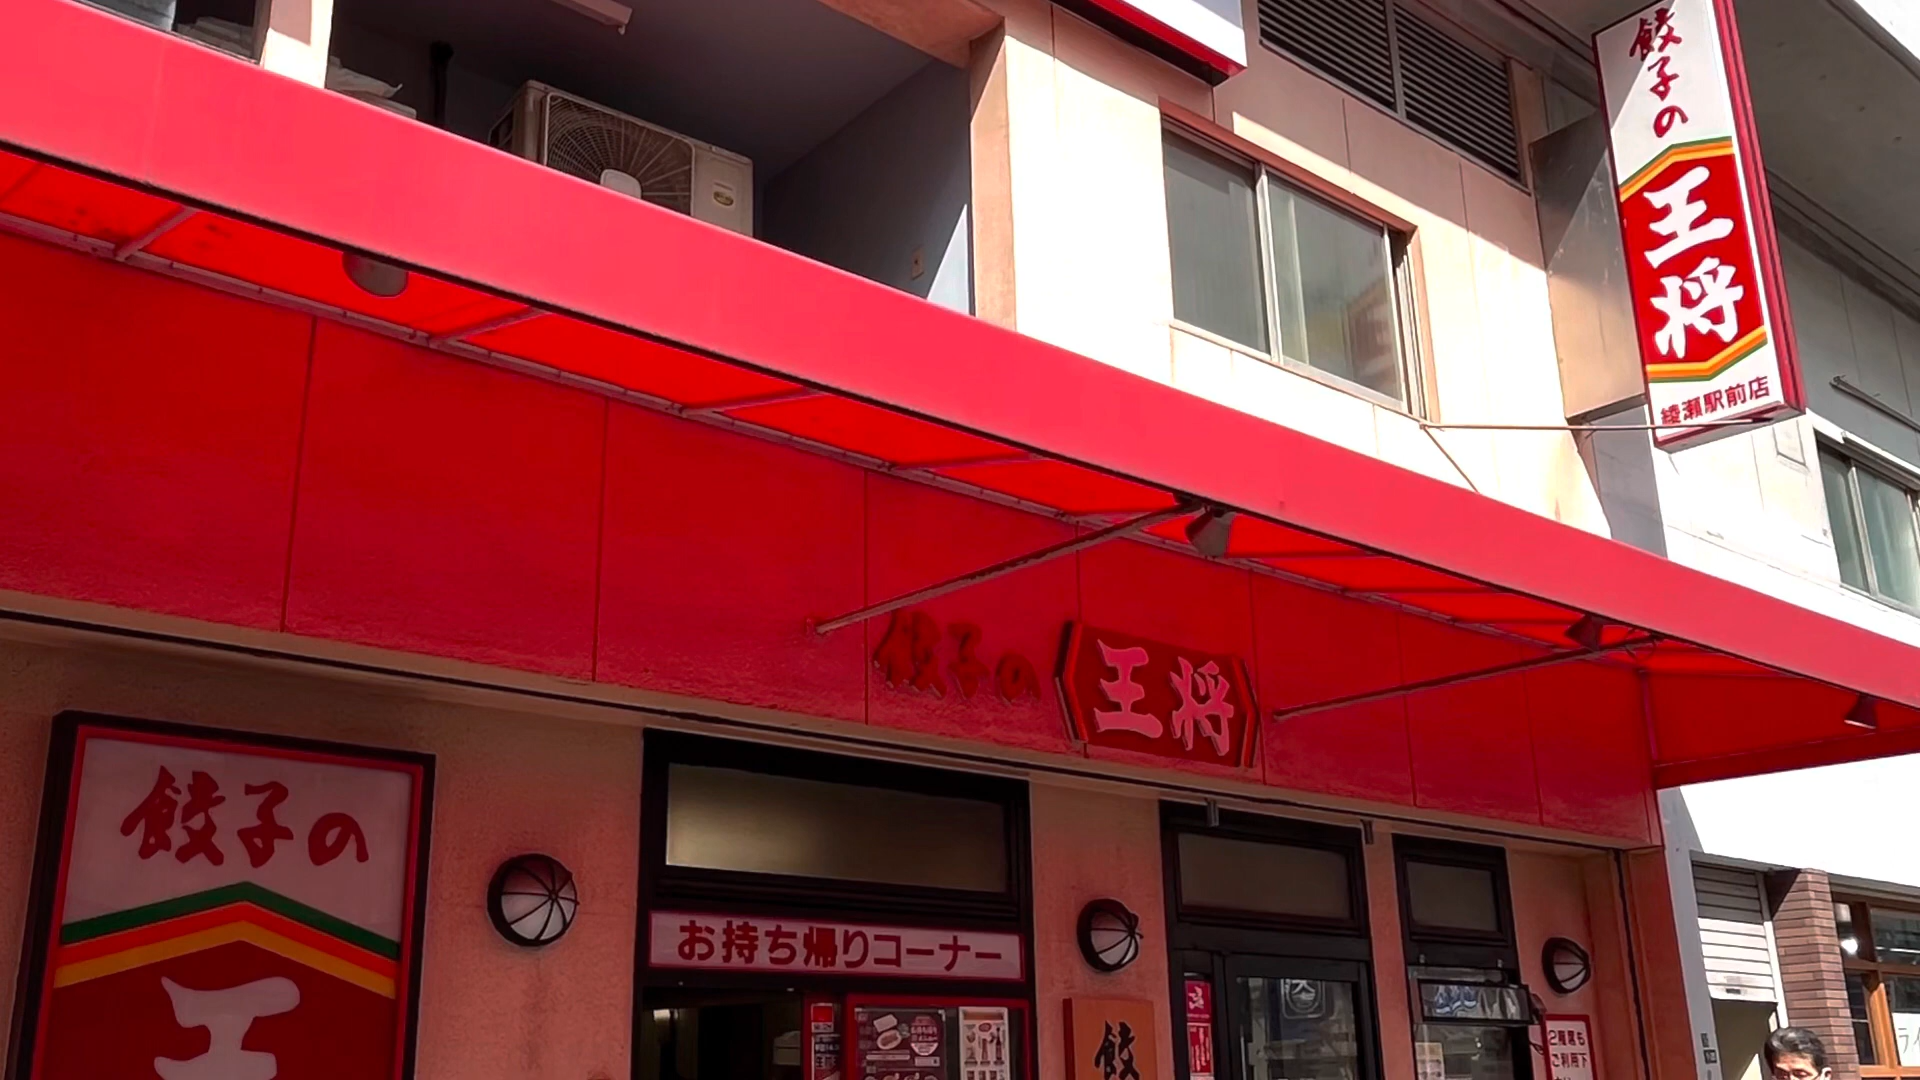 餃子の
王将
綾瀬駅前店
餃子の
王将
餃子の
王
お持ち帰りコーナー
餃
2階席も
ご利用下